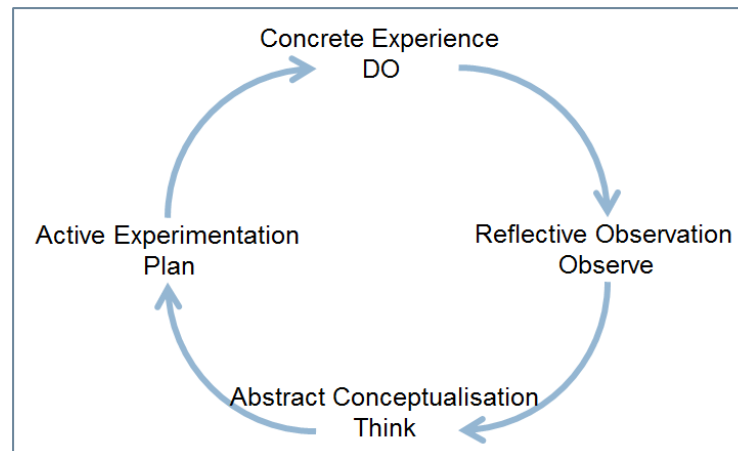 Concrete Experience
DO
Reflective Observation
Observe
Abstract Conceptualisation
Think
Active Experimentation
Plan